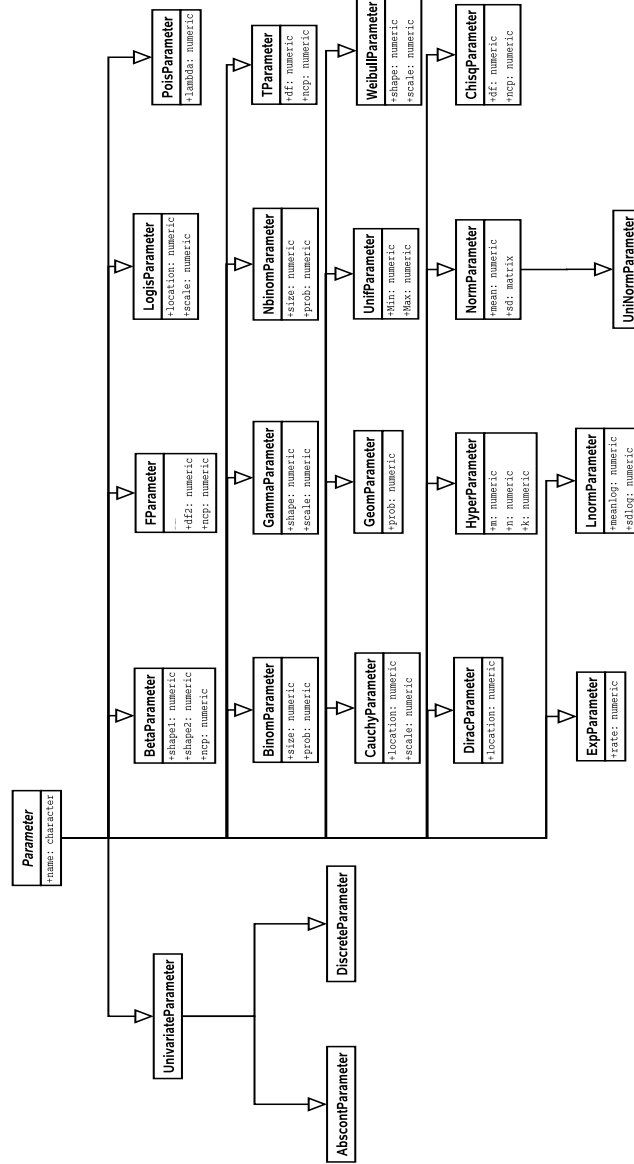 Parameter
+name: character
UnivariateParameter
BetaParameter
+shape1: numeric
+shape2: numeric
+ncp: numeric
FParameter
+df2: numeric
+ncp: numeric
LogisParameter
+location: numeric
+scale: numeric
PoisParameter
+lambda: numeric
BinomParameter
+size: numeric
+prob: numeric
GammaParameter
+shape: numeric
+scale: numeric
NbinomParameter
+size: numeric
+prob: numeric
TParameter
+df: numeric
+ncp: numeric
AbscontParameter
DiscreteParameter
CauchyParameter
+location: numeric
+scale: numeric
GeomParameter
+prob: numeric
UnifParameter
+Min: numeric
+Max: numeric
WeibullParameter
+shape: numeric
+scale: numeric
DiracParameter
+location: numeric
HyperParameter
+m: numeric
+n: numeric
+k: numeric
NormParameter
+mean: numeric
+sd: matrix
ChisqParameter
+df: numeric
+ncp: numeric
ExpParameter
+rate: numeric
LnormParameter
+meanlog: numeric
+sdlog: numeric
UniNormParameter